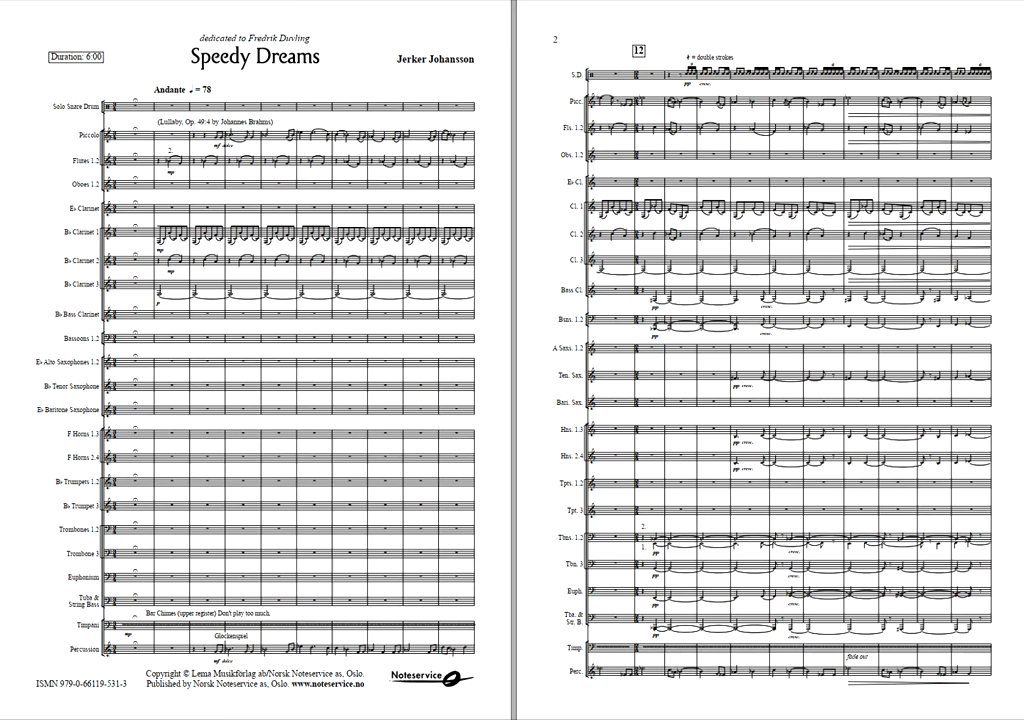 dedicated to Fredrik Duvling
Speedy Dreams
Duration: 6:00
Jerker Johansson
Andante ♩ = 78
Solo Snare Drum
(Lullaby, Op. 49:4 by Johannes Brahms)
Piccolo
mf dolce
2.
Flutes 1.2
mp
Oboes 1.2
E♭ Clarinet
B♭ Clarinet 1
mp
B♭ Clarinet 2
mp
B♭ Clarinet 3
p
B♭ Bass Clarinet
Bassoons 1.2
E♭ Alto Saxophones 1.2
B♭ Tenor Saxophone
E♭ Baritone Saxophone
F Horns 1.3
F Horns 2.4
B♭ Trumpets 1.2
B♭ Trumpet 3
Trombones 1.2
Trombone 3
Euphonium
Tuba &
String Bass
Bar Chimes (upper register) Don't play too much.
Timpani
mp
Glockenspiel
Percussion
mf dolce
ISMN 979-0-66119-531-3
Copyright © Lema Musikförlag ab/Norsk Noteservice as, Oslo.
Published by Norsk Noteservice as, Oslo. www.noteservice.no
Noteservice
2
12
= double strokes
S.D.
pp cresc.
Picc.
Fls. 1.2
Obs. 1.2
E♭ Cl.
Cl. 1
Cl. 2
Cl. 3
Bass Cl.
pp cresc.
Bsns. 1.2
pp cresc.
A Saxs. 1.2
Ten. Sax.
pp cresc.
Bari. Sax.
Hns. 1.3
pp cresc.
Hns. 2.4
pp cresc.
Tpts. 1.2
Tpt. 3
2.
Tbns. 1.2
1.
pp cresc.
Tbn. 3
pp cresc.
Euph.
pp cresc.
Tba. &
Str. B.
pp cresc.
Timp.
fade out
Perc.